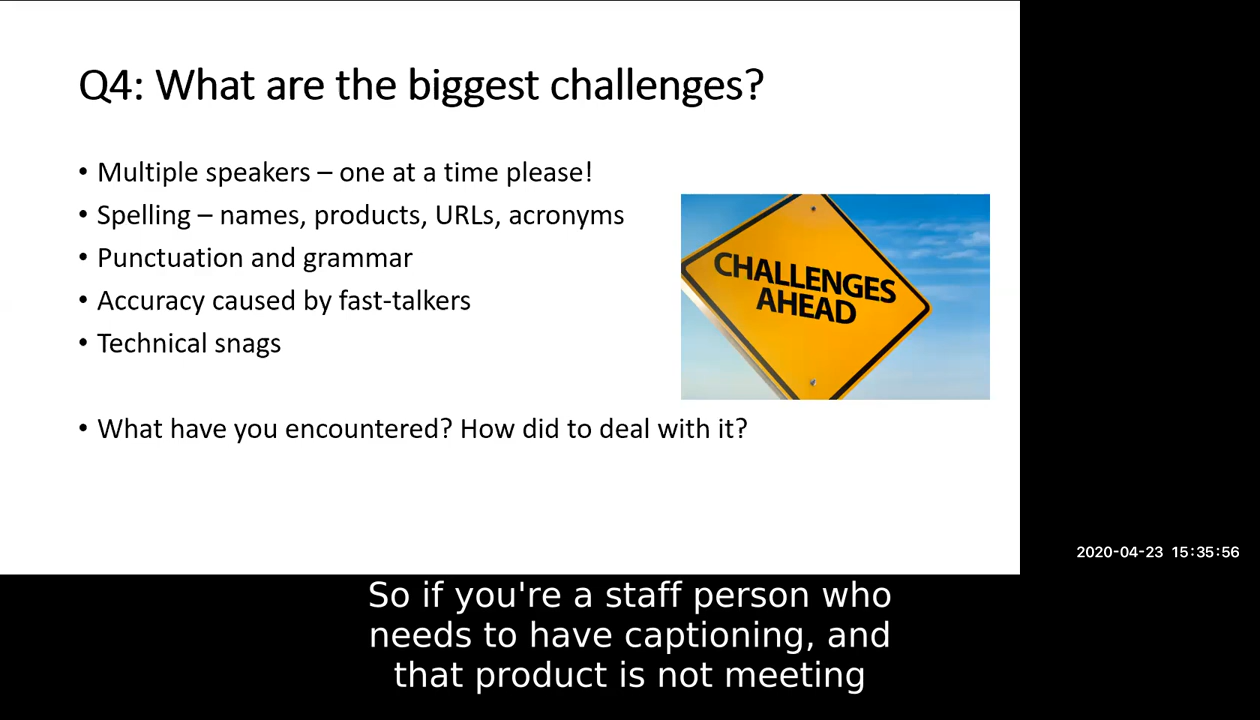 Q4: What are the biggest challenges?
• Multiple speakers – one at a time please!
• Spelling – names, products, URLs, acronyms
• Punctuation and grammar
• Accuracy caused by fast-talkers
• Technical snags
CHALLENGES
AHEAD
• What have you encountered? How did to deal with it?
2020-04-23 15:35:56
So if you're a staff person who
needs to have captioning, and
that product is not meeting